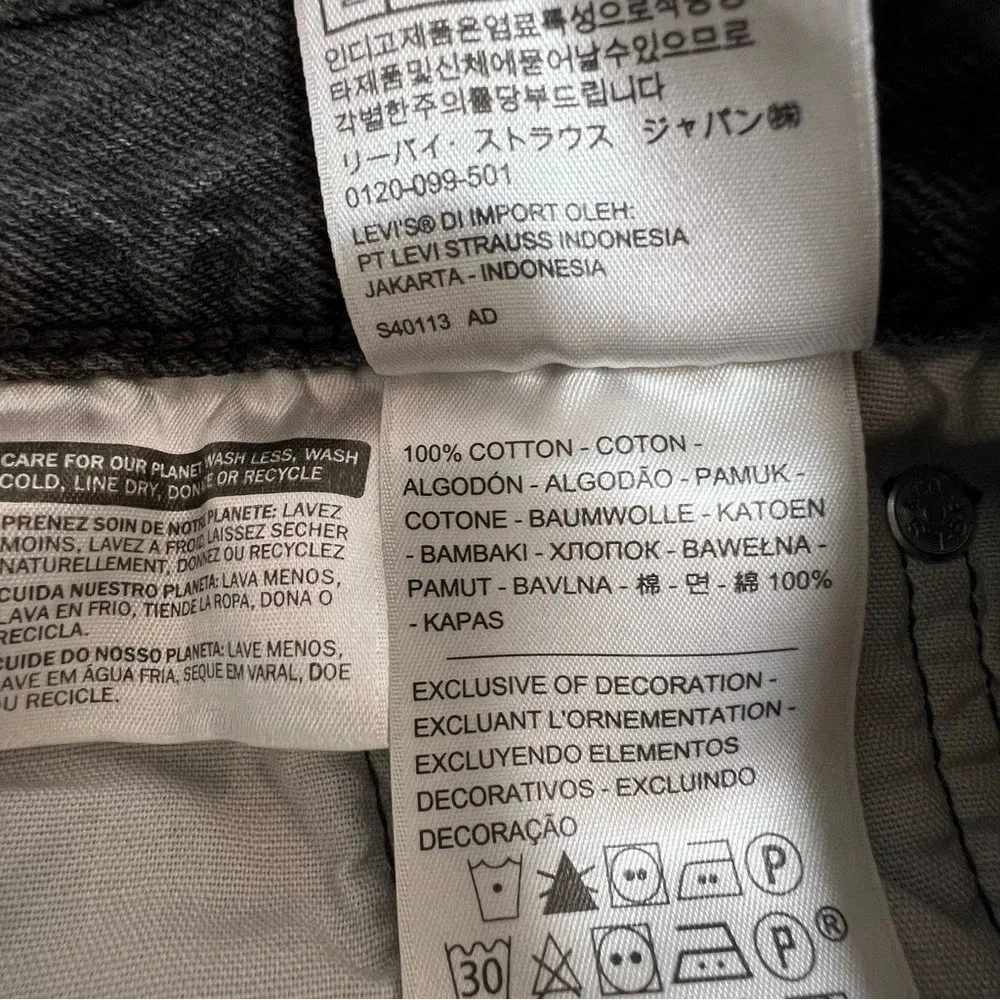 인디고제품은염료특성으로
타제품및신체에묻어날수있으므로
각별한주의를당부드립니다
リーバイ・ストラウス ジャパン㈱
0120-099-501
LEVI'S® DI IMPORT OLEH:
PT LEVI STRAUSS INDONESIA
JAKARTA - INDONESIA
S40113 AD
CARE FOR OUR PLANET WASH LESS, WASH
COLD, LINE DRY, DONATE OR RECYCLE
PRENEZ SOIN DE NOTRE PLANETE: LAVEZ
MOINS, LAVEZ A FROID, LAISSEZ SECHER
NATURELLEMENT, DONNEZ OU RECYCLEZ
CUIDA NUESTRO PLANETA: LAVA MENOS,
LAVA EN FRIO, TIENDE LA ROPA, DONA O
RECICLA.
CUIDE DO NOSSO PLANETA: LAVE MENOS,
LAVE EM ÁGUA FRIA, SEQUE EM VARAL, DOE
OU RECICLE.
100% COTTON - COTON -
ALGODÓN - ALGODÃO - PAMUK -
COTONE - BAUMWOLLE - KATOEN
- BAMBAKI - ХЛОПОК - BAWEŁNA -
PAMUT - BAVLNA - 棉 - 면 - 綿 100%
- KAPAS
EXCLUSIVE OF DECORATION -
EXCLUANT L'ORNEMENTATION -
EXCLUYENDO ELEMENTOS
DECORATIVOS - EXCLUINDO
DECORAÇÃO
P
30 P ®